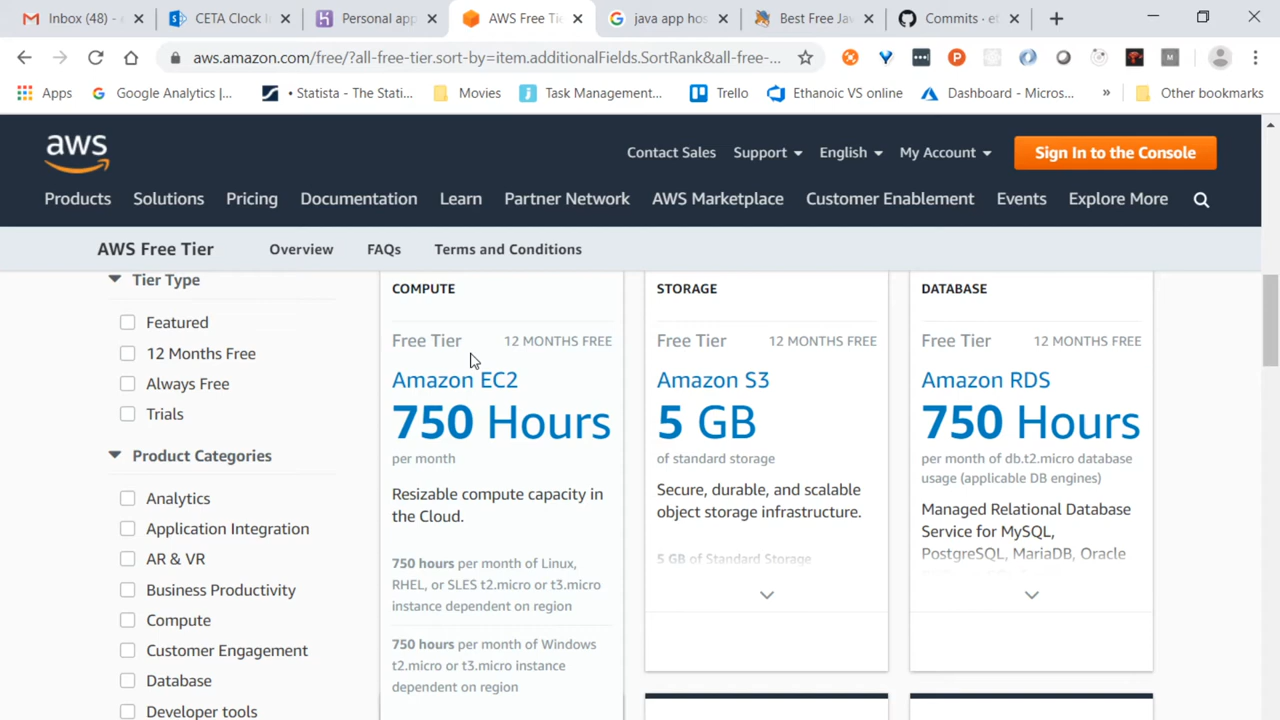 Inbox (48) -
CETA Clock I
Personal app
AWS Free Tie
java app hos
Best Free Jav
Commits · et
aws.amazon.com/free/?all-free-tier.sort-by=item.additionalFields.SortRank&all-free-...
Apps
Google Analytics |...
• Statista - The Stati...
Movies
Task Management...
Trello
Ethanoic VS online
Dashboard - Micros...
»
Other bookmarks
aws
Contact Sales
Support
English
My Account
Sign In to the Console
Products
Solutions
Pricing
Documentation
Learn
Partner Network
AWS Marketplace
Customer Enablement
Events
Explore More
AWS Free Tier
Overview
FAQs
Terms and Conditions
Tier Type
Featured
12 Months Free
Always Free
Trials
Product Categories
Analytics
Application Integration
AR & VR
Business Productivity
Compute
Customer Engagement
Database
Developer tools
COMPUTE
Free Tier
12 MONTHS FREE
Amazon EC2
750 Hours
per month
Resizable compute capacity in
the Cloud.
750 hours per month of Linux,
RHEL, or SLES t2.micro or t3.micro
instance dependent on region
750 hours per month of Windows
t2.micro or t3.micro instance
dependent on region
STORAGE
Free Tier
12 MONTHS FREE
Amazon S3
5 GB
of standard storage
Secure, durable, and scalable
object storage infrastructure.
5 GB of Standard Storage
DATABASE
Free Tier
12 MONTHS FREE
Amazon RDS
750 Hours
per month of db.t2.micro database
usage (applicable DB engines)
Managed Relational Database
Service for MySQL,
PostgreSQL, MariaDB, Oracle